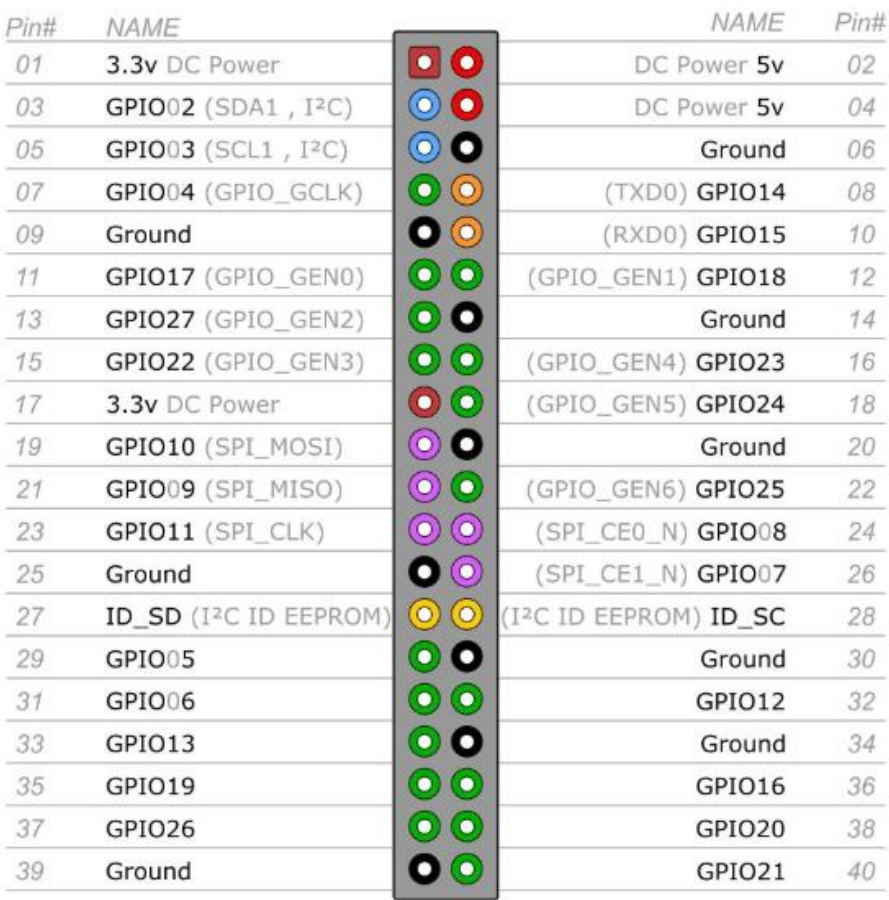 Pin# NAME NAME Pin#
01 3.3v DC Power DC Power 5v 02
03 GPIO02 (SDA1 , I²C) DC Power 5v 04
05 GPIO03 (SCL1 , I²C) Ground 06
07 GPIO04 (GPIO_GCLK) (TXD0) GPIO14 08
09 Ground (RXD0) GPIO15 10
11 GPIO17 (GPIO_GEN0) (GPIO_GEN1) GPIO18 12
13 GPIO27 (GPIO_GEN2) Ground 14
15 GPIO22 (GPIO_GEN3) (GPIO_GEN4) GPIO23 16
17 3.3v DC Power (GPIO_GEN5) GPIO24 18
19 GPIO10 (SPI_MOSI) Ground 20
21 GPIO09 (SPI_MISO) (GPIO_GEN6) GPIO25 22
23 GPIO11 (SPI_CLK) (SPI_CE0_N) GPIO08 24
25 Ground (SPI_CE1_N) GPIO07 26
27 ID_SD (I²C ID EEPROM) (I²C ID EEPROM) ID_SC 28
29 GPIO05 Ground 30
31 GPIO06 GPIO12 32
33 GPIO13 Ground 34
35 GPIO19 GPIO16 36
37 GPIO26 GPIO20 38
39 Ground GPIO21 40